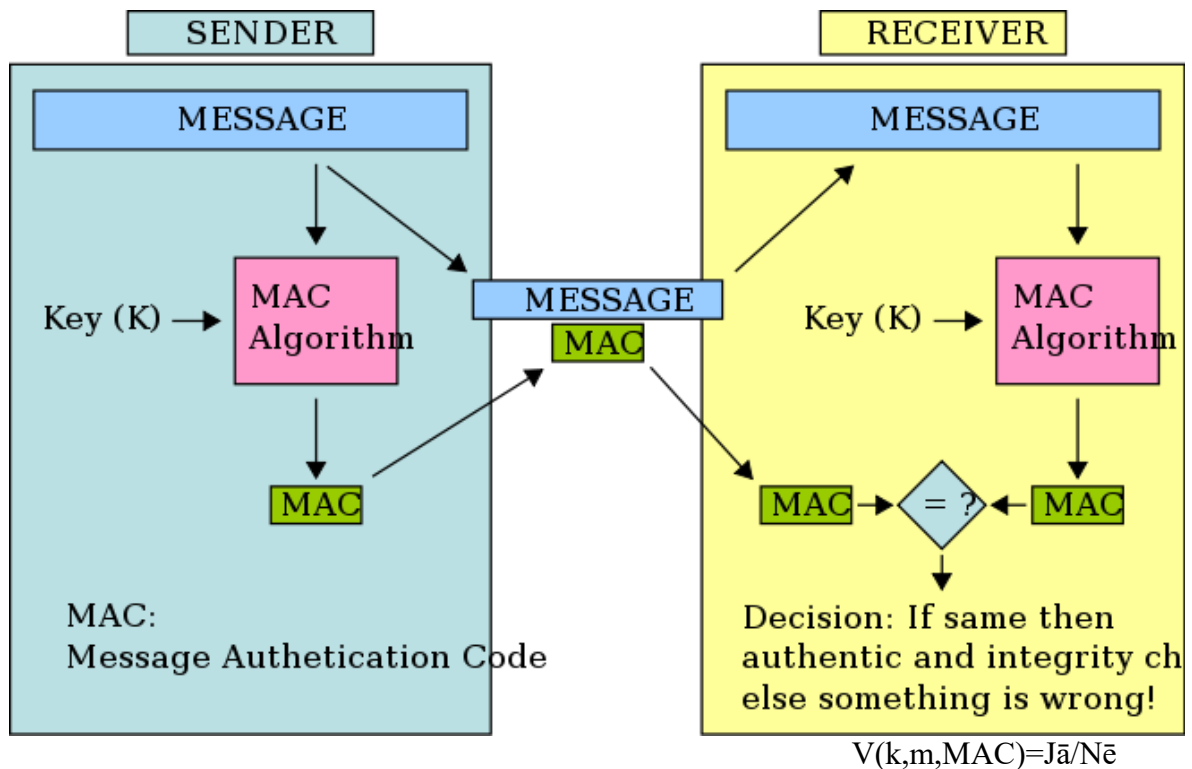 SENDER
RECEIVER
MESSAGE
MESSAGE
Key (K)
MAC
Algorithm
MESSAGE
MAC
Key (K)
MAC
Algorithm
MAC
MAC
= ?
MAC
MAC:
Message Authetication Code
Decision: If same then
authentic and integrity ch
else something is wrong!
V(k,m,MAC)=Jā/Nē